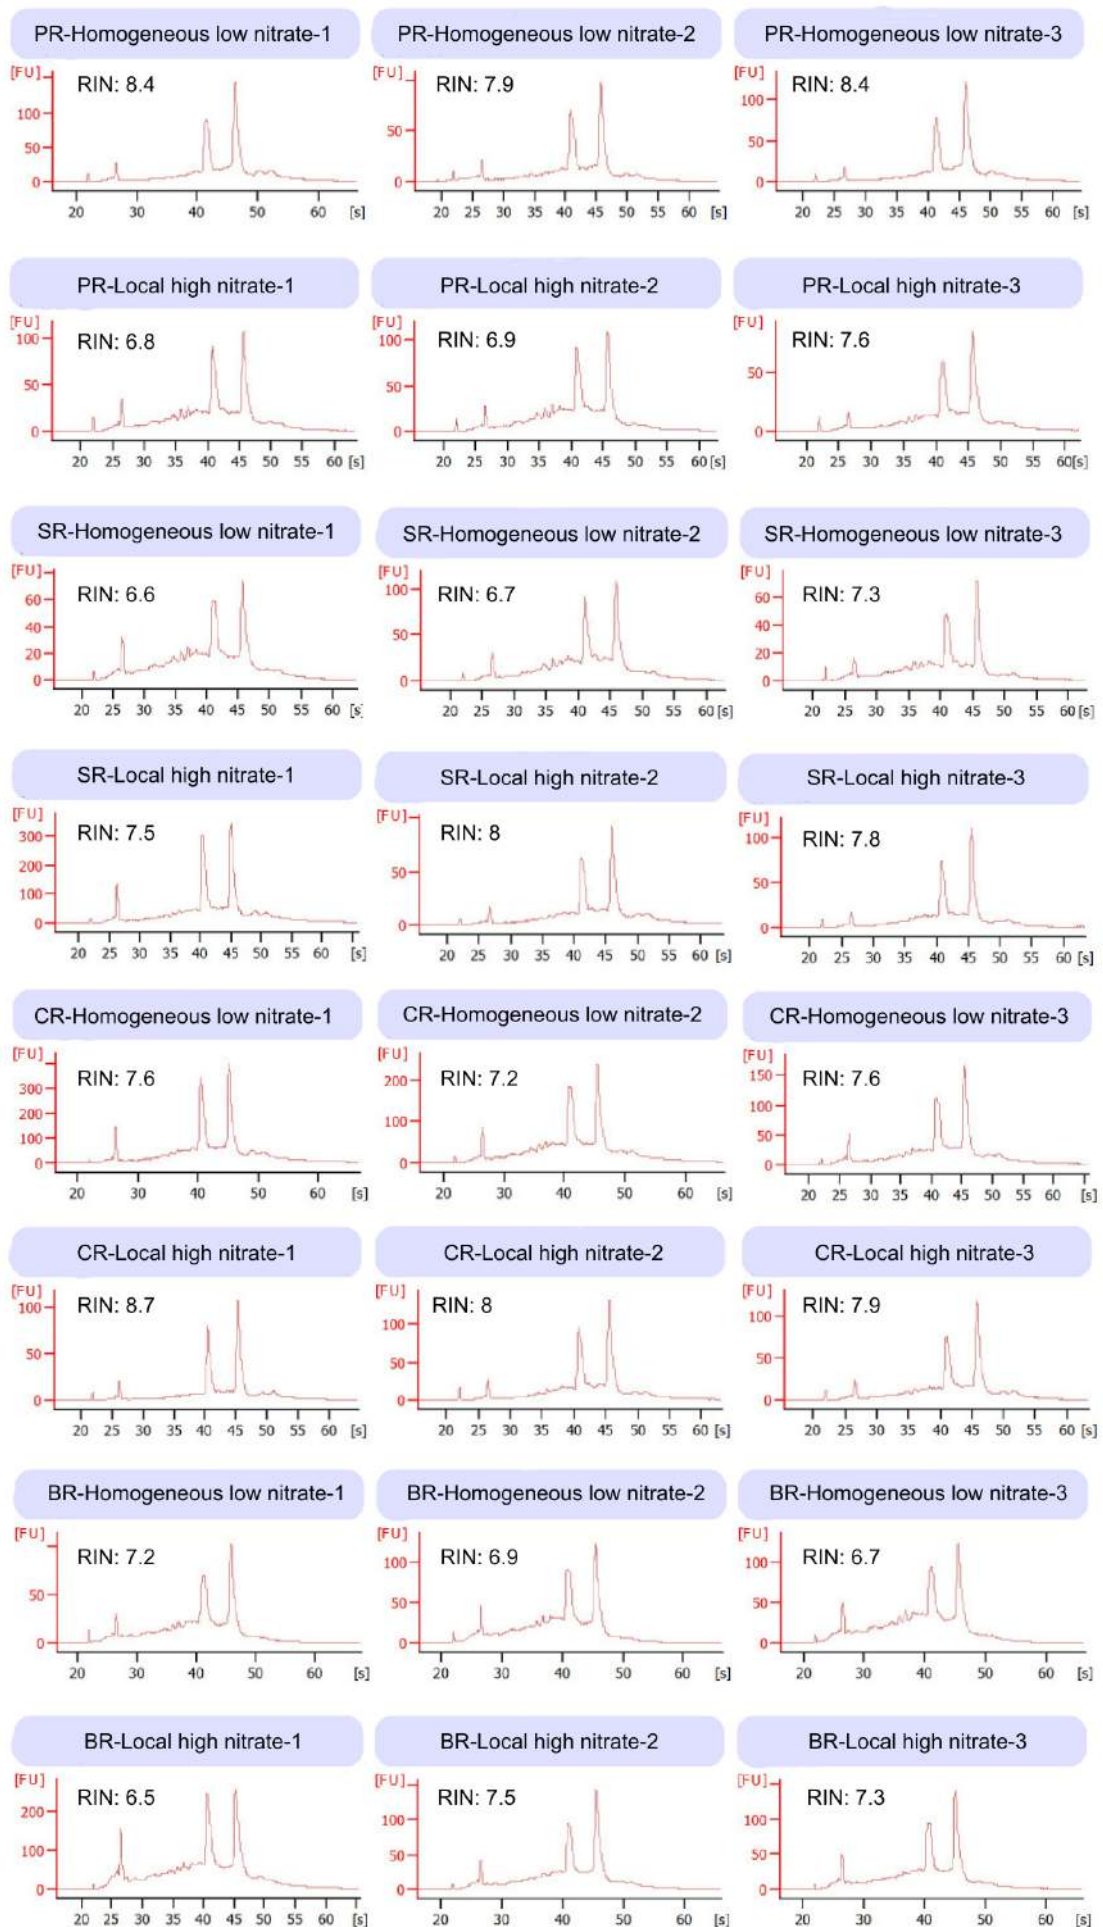 PR-Homogeneous low nitrate-1 PR-Homogeneous low nitrate-2 PR-Homogeneous low nitrate-3
[FU] RIN: 8.4 [FU] RIN: 7.9 [FU] RIN: 8.4
100 50 0 50 0 100 50 0
20 30 40 50 60 [s] 20 25 30 35 40 45 50 55 60 [s] 20 25 30 35 40 45 50 55 60 [s]
PR-Local high nitrate-1 PR-Local high nitrate-2 PR-Local high nitrate-3
[FU] RIN: 6.8 [FU] RIN: 6.9 [FU] RIN: 7.6
100 50 0 100 50 0 50 0
20 25 30 35 40 45 50 55 60 [s] 20 25 30 35 40 45 50 55 60 [s] 20 25 30 35 40 45 50 55 60[s]
SR-Homogeneous low nitrate-1 SR-Homogeneous low nitrate-2 SR-Homogeneous low nitrate-3
[FU] RIN: 6.6 [FU] RIN: 6.7 [FU] RIN: 7.3
60 40 20 0 100 50 0 60 40 20 0
20 25 30 35 40 45 50 55 60 [s] 20 25 30 35 40 45 50 55 60 [s] 20 25 30 35 40 45 50 55 60 [s]
SR-Local high nitrate-1 SR-Local high nitrate-2 SR-Local high nitrate-3
[FU] RIN: 7.5 [FU] RIN: 8 [FU] RIN: 7.8
300 200 100 0 50 0 100 50 0
20 25 30 35 40 45 50 55 60 [s] 20 25 30 35 40 45 50 55 60 [s] 20 25 30 35 40 45 50 55 60 [s]
CR-Homogeneous low nitrate-1 CR-Homogeneous low nitrate-2 CR-Homogeneous low nitrate-3
[FU] RIN: 7.6 [FU] RIN: 7.2 [FU] RIN: 7.6
300 200 100 0 200 100 0 150 100 50 0
20 30 40 50 60 [s] 20 30 40 50 60 [s] 20 25 30 35 40 45 50 55 60 [s]
CR-Local high nitrate-1 CR-Local high nitrate-2 CR-Local high nitrate-3
[FU] RIN: 8.7 [FU] RIN: 8 [FU] RIN: 7.9
100 50 0 100 50 0 100 50 0
20 25 30 35 40 45 50 55 60 [s] 20 25 30 35 40 45 50 55 60 [s] 20 25 30 35 40 45 50 55 60 [s]
BR-Homogeneous low nitrate-1 BR-Homogeneous low nitrate-2 BR-Homogeneous low nitrate-3
[FU] RIN: 7.2 [FU] RIN: 6.9 [FU] RIN: 6.7
50 0 100 50 0 100 50 0
20 30 40 50 60 [s] 20 30 40 50 60 [s] 20 30 40 50 60 [s]
BR-Local high nitrate-1 BR-Local high nitrate-2 BR-Local high nitrate-3
[FU] RIN: 6.5 [FU] RIN: 7.5 [FU] RIN: 7.3
200 100 0 100 50 0 100 50 0
20 25 30 35 40 45 50 55 60 [s] 20 30 40 50 60 [s] 20 30 40 50 60 [s]